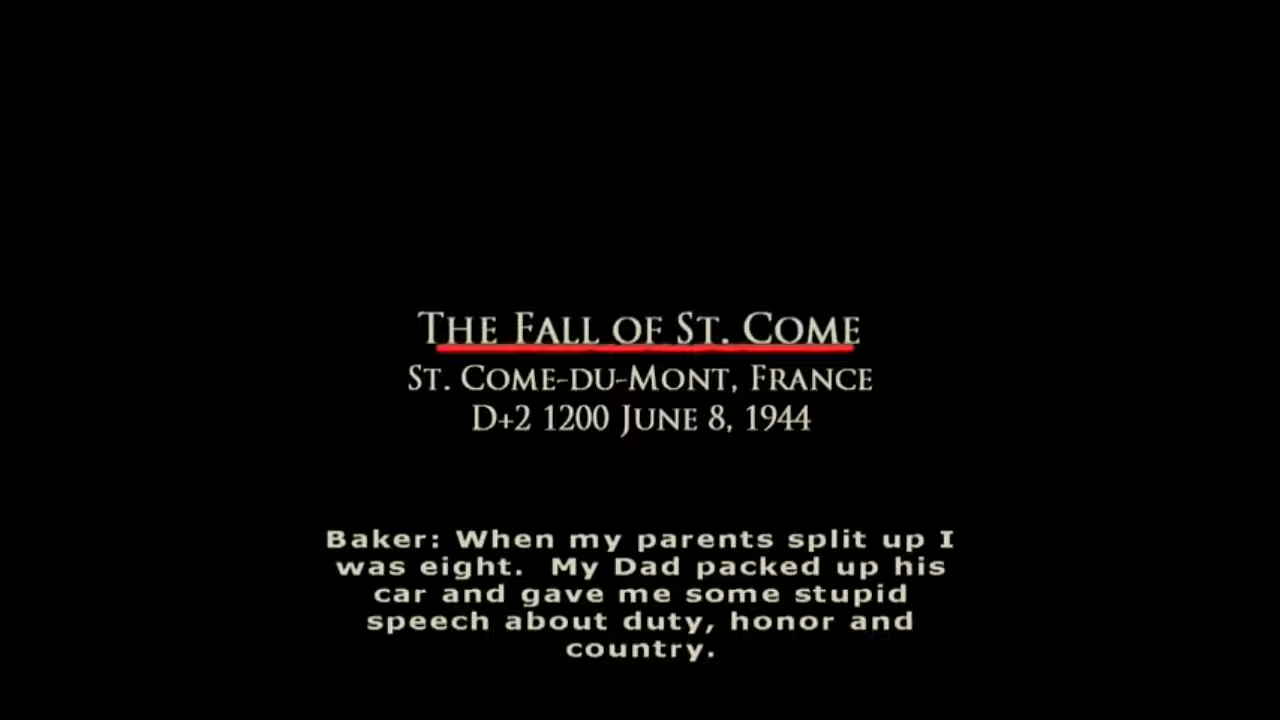 The Fall of St. Come
St. Come-du-Mont, France
D+2 1200 June 8, 1944
Baker: When my parents split up I
was eight.  My Dad packed up his
car and gave me some stupid
speech about duty, honor and
country.